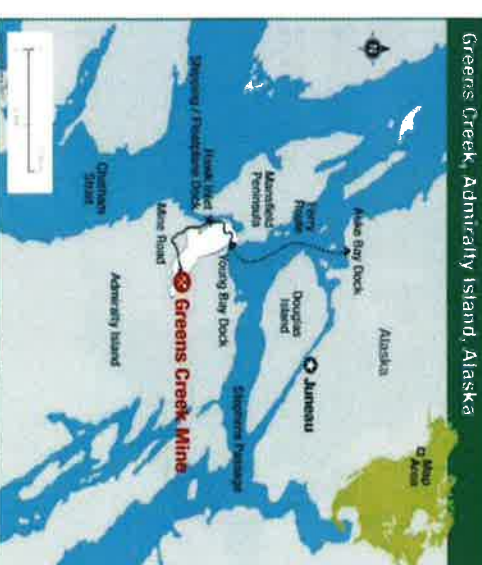 Greens Creek, Admiralty Island, Alaska
Map
Area
Alaska
Auke Bay Dock
Ferry
Route
Juneau
Douglas
Island
Mansfield
Peninsula
Young Bay Dock
Stephens Passage
Hawk Inlet
Shipping / Floatplane Dock
Greens Creek Mine
Mine Road
Chatham
Strait
Admiralty Island
N